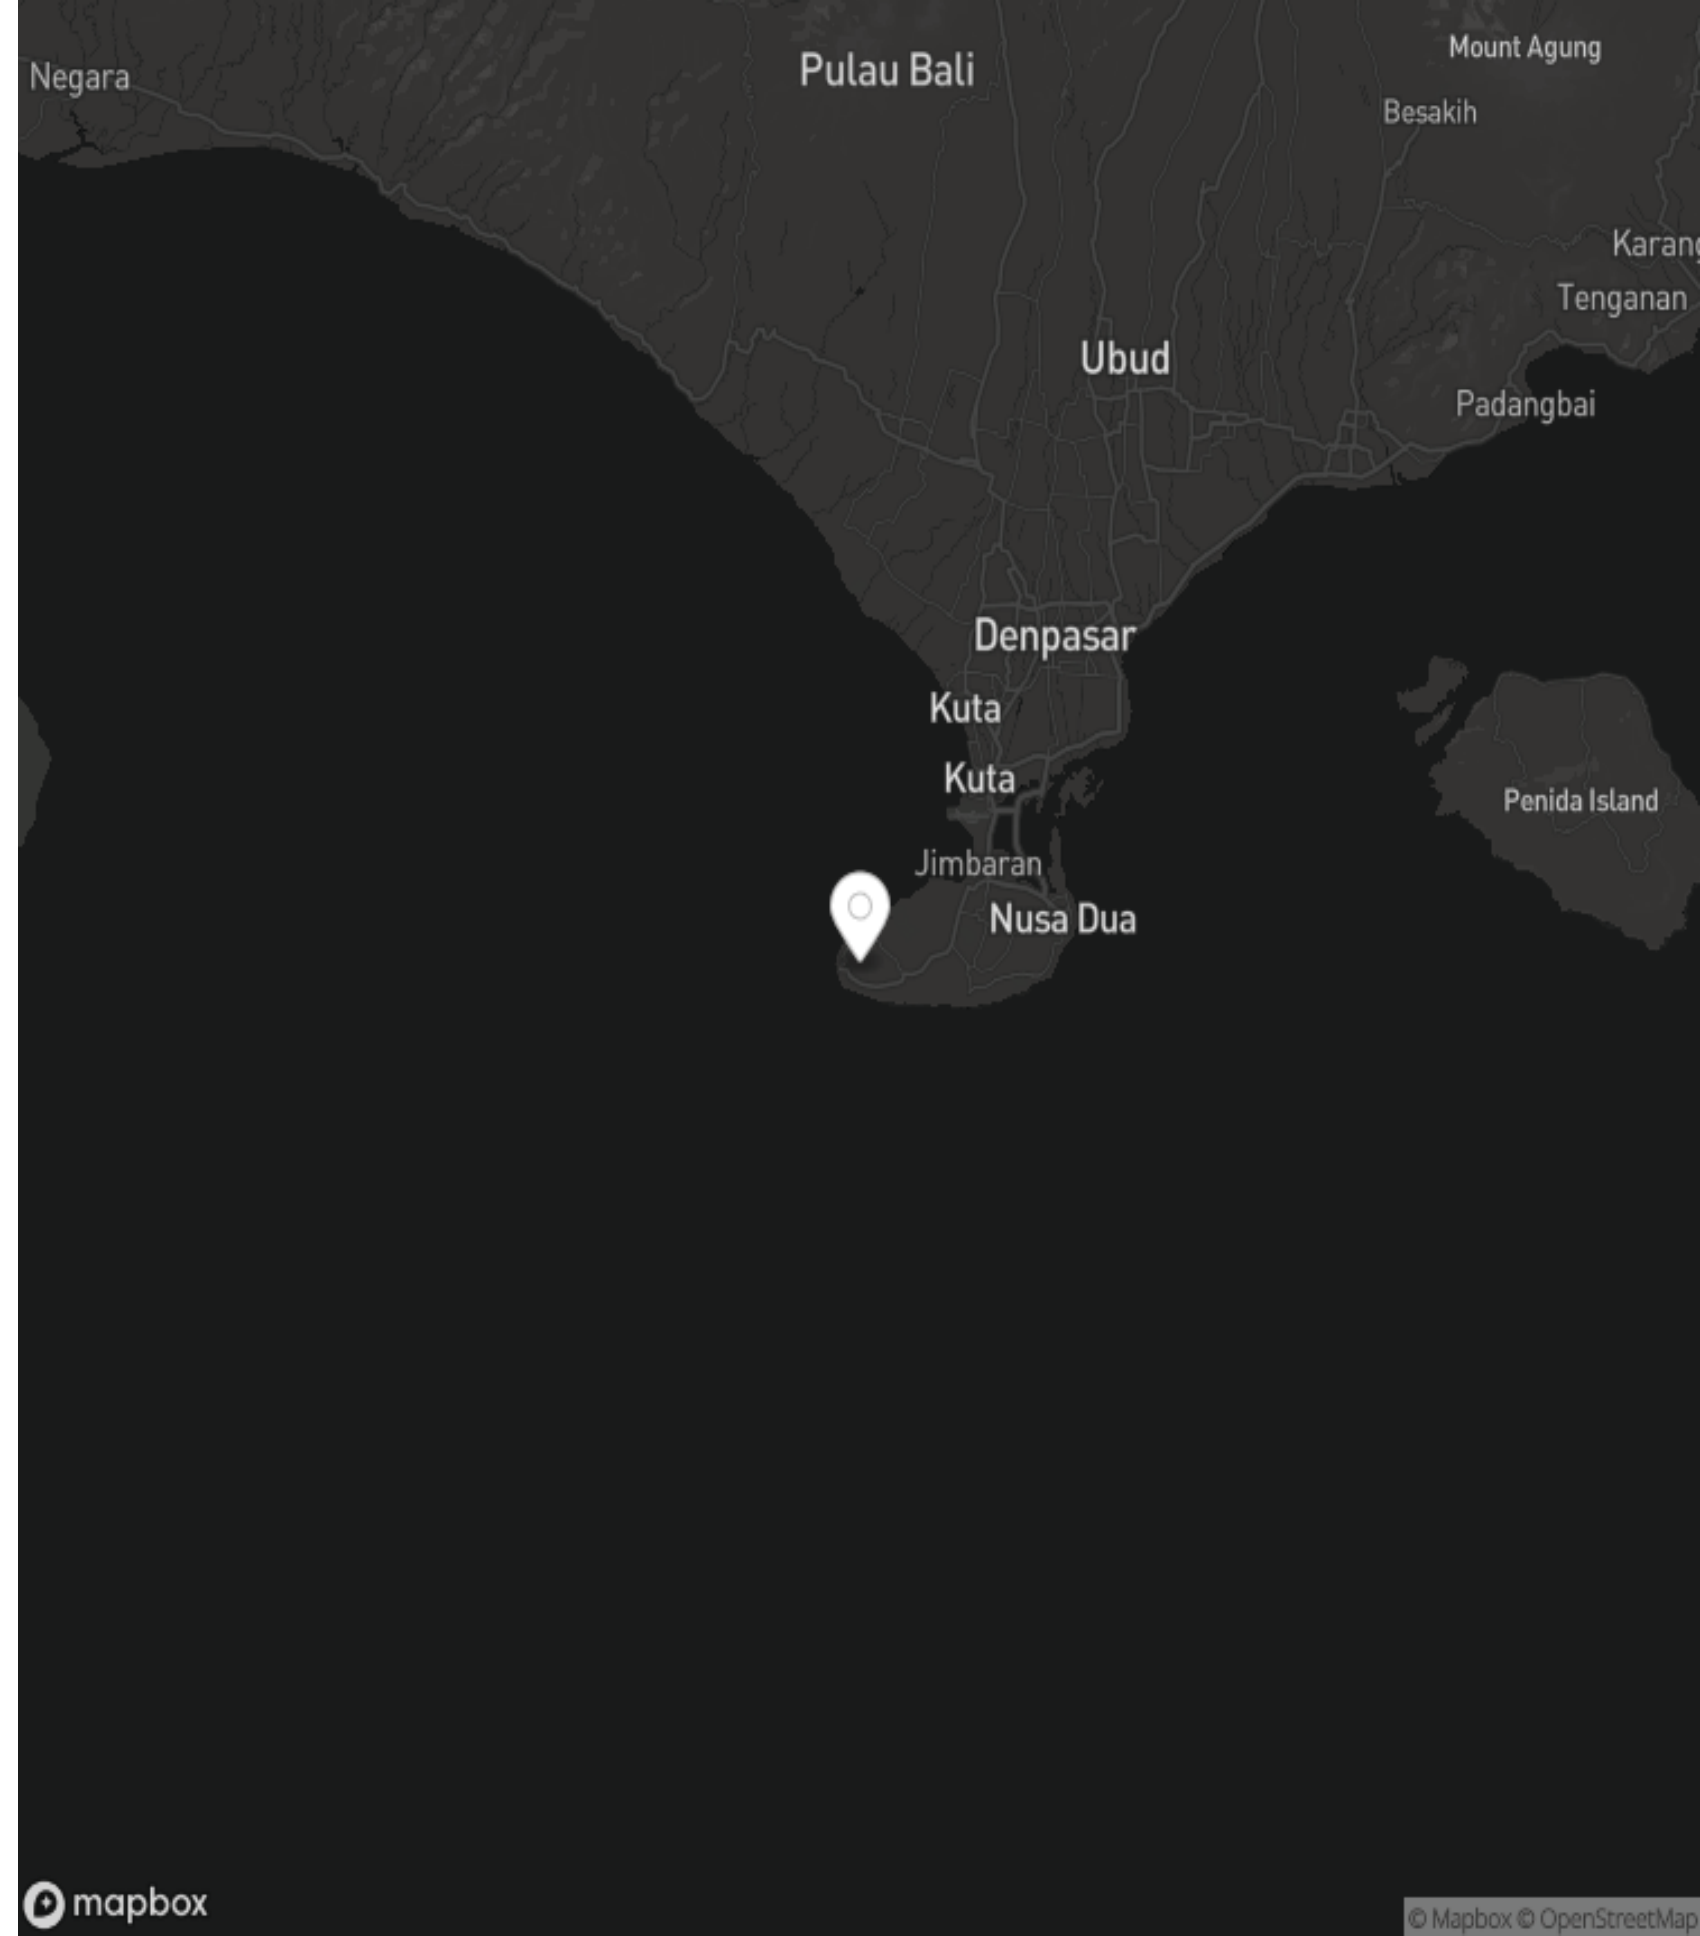 Mount Agung
Pulau Bali
Negara
Besakih
Karang
Tenganan
Ubud
Padangbai
Denpasar
Kuta
Kuta
Penida Island
Jimbaran
Nusa Dua
mapbox
© Mapbox © OpenStreetMap